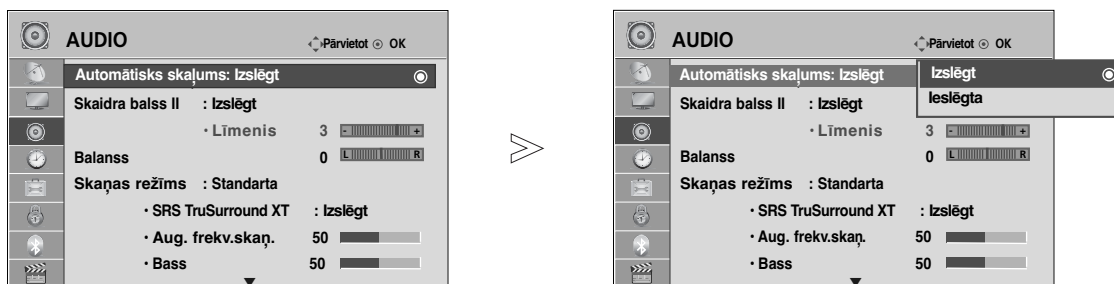 AUDIO Pārvietot OK
Automātisks skaļums: Izslēgt
Skaidra balss II : Izslēgt
• Līmenis 3 - +
Balanss 0 L R
Skaņas režīms : Standarta
• SRS TruSurround XT : Izslēgt
• Aug. frekv.skaņ. 50
• Bass 50
>
AUDIO Pārvietot OK
Automātisks skaļums: Izslēgt
Izslēgt
Ieslēgta
Skaidra balss II : Izslēgt
• Līmenis 3 - +
Balanss 0 L R
Skaņas režīms : Standarta
• SRS TruSurround XT : Izslēgt
• Aug. frekv.skaņ. 50
• Bass 50